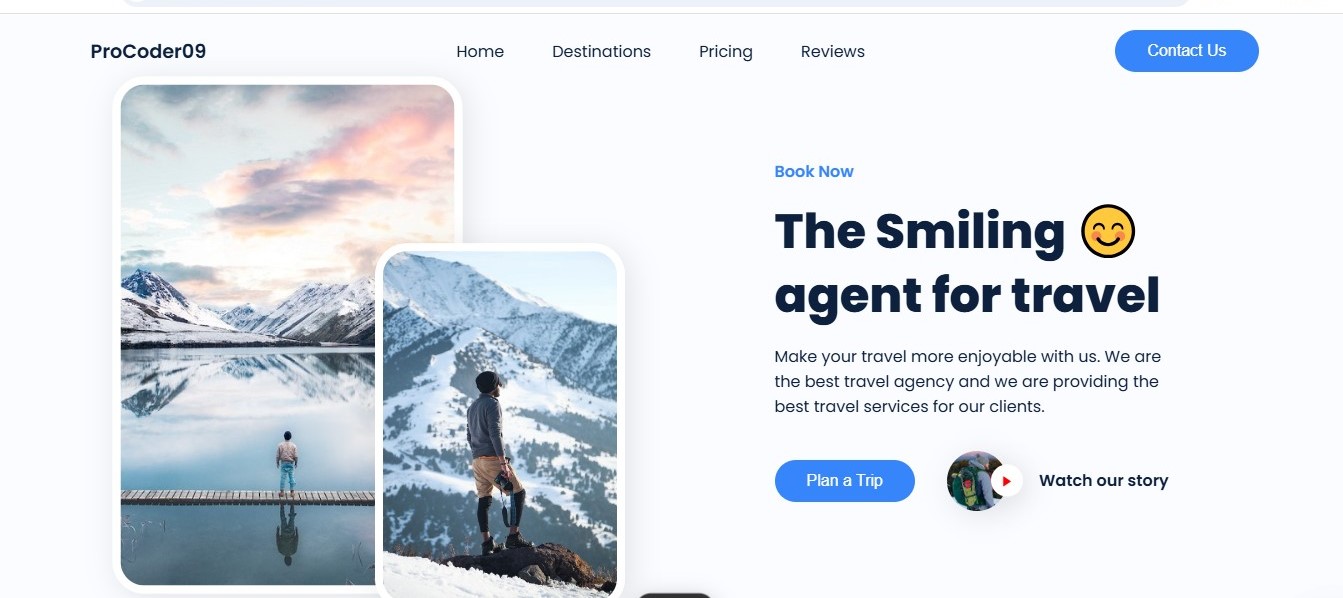 ProCoder09
Home
Destinations
Pricing
Reviews
Contact Us
Book Now
The Smiling 😊
agent for travel
Make your travel more enjoyable with us. We are
the best travel agency and we are providing the
best travel services for our clients.
Plan a Trip
Watch our story